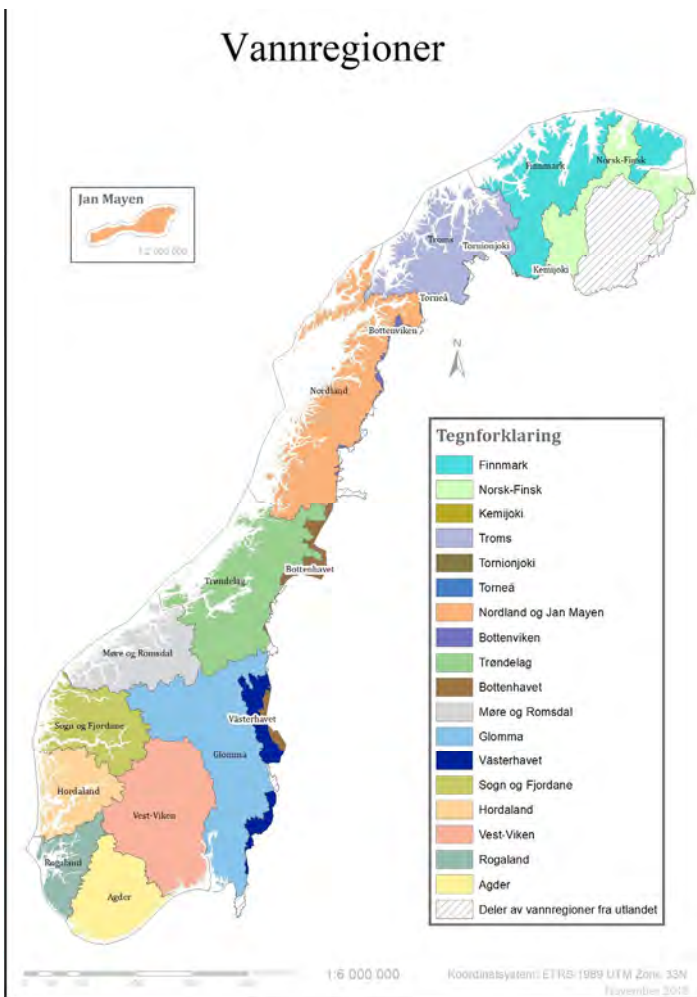 Vannregioner
Jan Mayen
1:2 000 000
Finnmark
Norsk-Finsk
Troms
Tornionjoki
Kemijoki
Torneå
Bottenviken
N
Nordland
Bottenhavet
Trøndelag
Møre og Romsdal
Västerhavet
Sogn og Fjordane
Glomma
Hordaland
Vest-Viken
Rogaland
Agder
Tegnforklaring
Finnmark
Norsk-Finsk
Kemijoki
Troms
Tornionjoki
Torneå
Nordland og Jan Mayen
Bottenviken
Trøndelag
Bottenhavet
Møre og Romsdal
Glomma
Västerhavet
Sogn og Fjordane
Hordaland
Vest-Viken
Rogaland
Agder
Deler av vannregioner fra utlandet
1:6 000 000
Koordinatsystem: ETRS 1989 UTM Zone 33N
November 2015